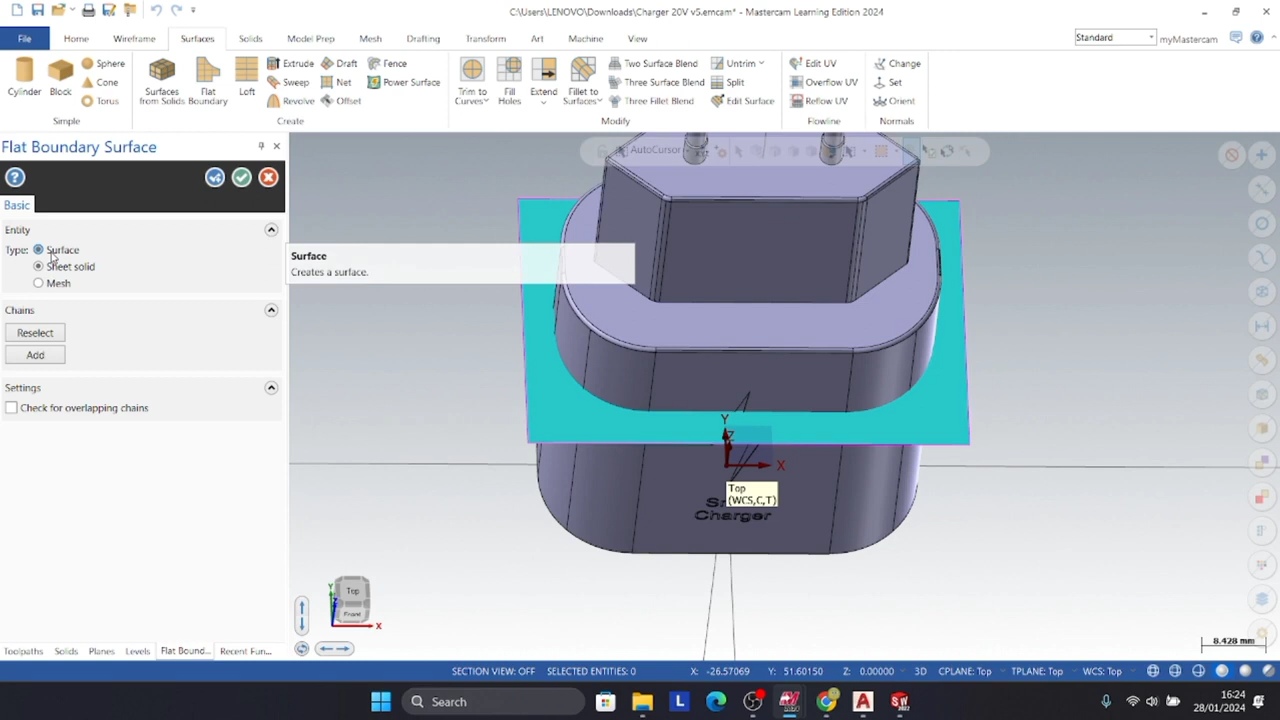 C:\Users\LENOVO\Downloads\Charger 20V v5.emcam* - Mastercam Learning Edition 2024
File Home Wireframe Surfaces Solids Model Prep Mesh Drafting Transform Art Machine View Standard myMastercam
Cylinder Block Sphere Cone Torus
Simple
Surfaces from Solids Flat Boundary Loft Extrude Sweep Revolve Draft Net Offset Fence Power Surface
Create
Trim to Curves Fill Holes Extend Fillet to Surfaces Two Surface Blend Three Surface Blend Three Fillet Blend Untrim Split Edit Surface
Modify
Edit UV Overflow UV Reflow UV
Flowline
Change Set Orient
Normals
Flat Boundary Surface
AutoCursor
Basic
Entity
Type: Surface
Sheet solid
Mesh
Surface
Creates a surface.
Chains
Reselect
Add
Settings
Check for overlapping chains
Y
Z
X
Top
(WCS,C,T)
Charger
Top
Front
Y
X
8.428 mm
Toolpaths Solids Planes Levels Flat Bound... Recent Fun...
SECTION VIEW: OFF SELECTED ENTITIES: 0 X: -26.57069 Y: 51.60150 Z: 0.00000 3D CPLANE: Top TPLANE: Top WCS: Top
Search
16:24
28/01/2024